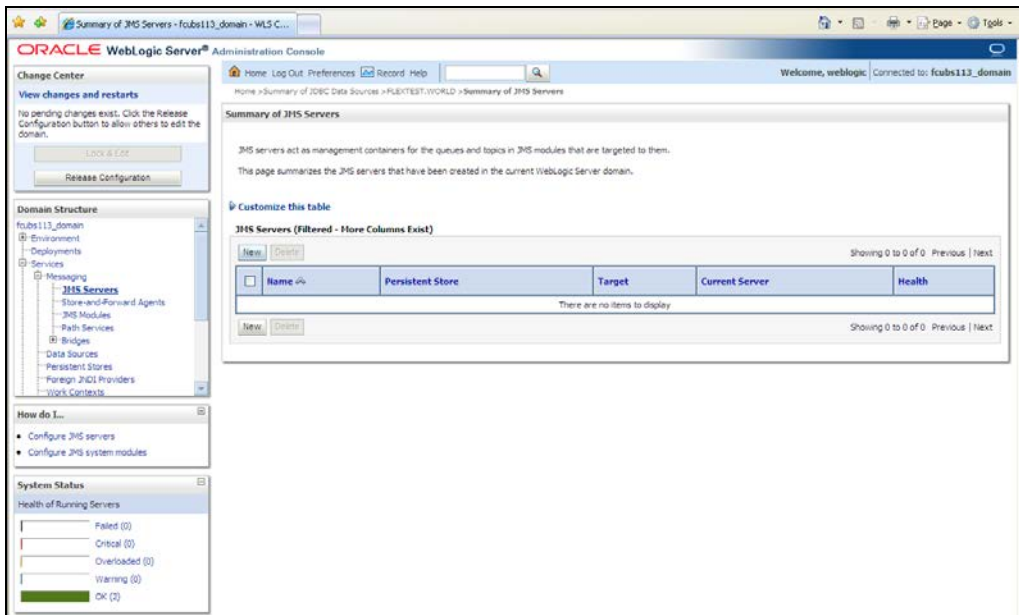 Summary of JMS Servers - fcubs113_domain - WLS C...
Page
Tools
ORACLE WebLogic Server® Administration Console
Change Center
View changes and restarts
No pending changes exist. Click the Release
Configuration button to allow others to edit the
domain.
Lock & Edit
Release Configuration
Domain Structure
fcubs113_domain
Environment
Deployments
Services
Messaging
JMS Servers
Store-and-Forward Agents
JMS Modules
Path Services
Bridges
Data Sources
Persistent Stores
Foreign JNDI Providers
Work Contexts
How do I...
Configure JMS servers
Configure JMS system modules
System Status
Health of Running Servers
Failed (0)
Critical (0)
Overloaded (0)
Warning (0)
OK (2)
Home Log Out Preferences Record Help
Welcome, weblogic Connected to: fcubs113_domain
Home >Summary of JDBC Data Sources >FLEXTEST.WORLD >Summary of JMS Servers
Summary of JMS Servers
JMS servers act as management containers for the queues and topics in JMS modules that are targeted to them.
This page summarizes the JMS servers that have been created in the current WebLogic Server domain.
Customize this table
JMS Servers (Filtered - More Columns Exist)
New Delete Showing 0 to 0 of 0 Previous | Next
Name Persistent Store Target Current Server Health
There are no items to display
New Delete Showing 0 to 0 of 0 Previous | Next